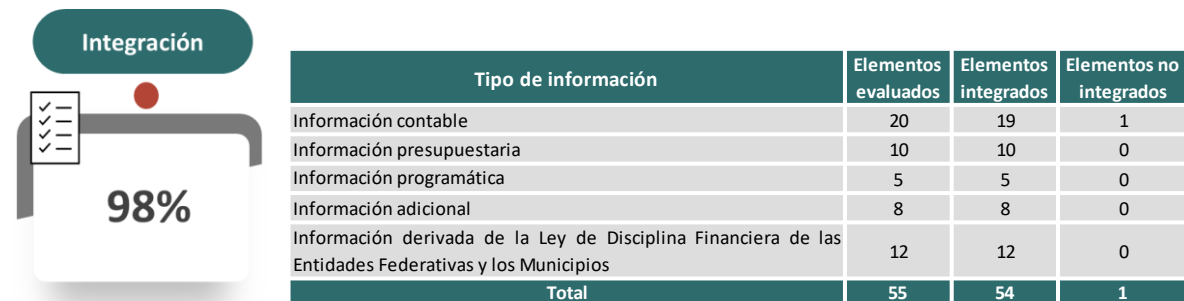 Integración
98%
Tipo de información Elementos evaluados Elementos integrados Elementos no integrados
Información contable 20 19 1
Información presupuestaria 10 10 0
Información programática 5 5 0
Información adicional 8 8 0
Información derivada de la Ley de Disciplina Financiera de las
Entidades Federativas y los Municipios 12 12 0
Total 55 54 1